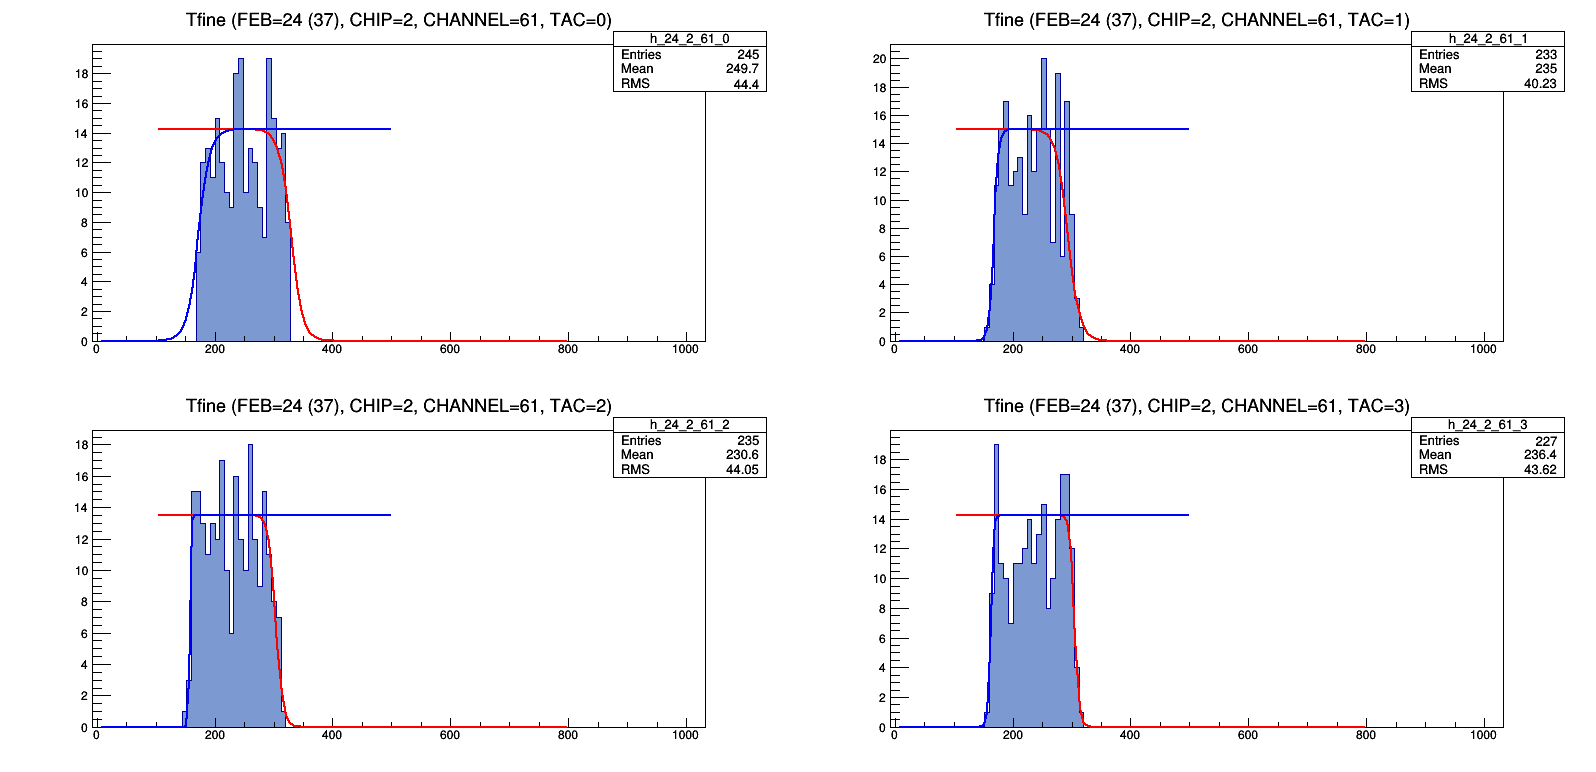 Tfine (FEB=24 (37), CHIP=2, CHANNEL=61, TAC=0)
h_24_2_61_0
Entries 245
Mean 249.7
RMS 44.4
18
16
14
12
10
8
6
4
2
0
0 200 400 600 800 1000
Tfine (FEB=24 (37), CHIP=2, CHANNEL=61, TAC=1)
h_24_2_61_1
Entries 233
Mean 235
RMS 40.23
20
18
16
14
12
10
8
6
4
2
0
0 200 400 600 800 1000
Tfine (FEB=24 (37), CHIP=2, CHANNEL=61, TAC=2)
h_24_2_61_2
Entries 235
Mean 230.6
RMS 44.05
18
16
14
12
10
8
6
4
2
0
0 200 400 600 800 1000
Tfine (FEB=24 (37), CHIP=2, CHANNEL=61, TAC=3)
h_24_2_61_3
Entries 227
Mean 236.4
RMS 43.62
18
16
14
12
10
8
6
4
2
0
0 200 400 600 800 1000